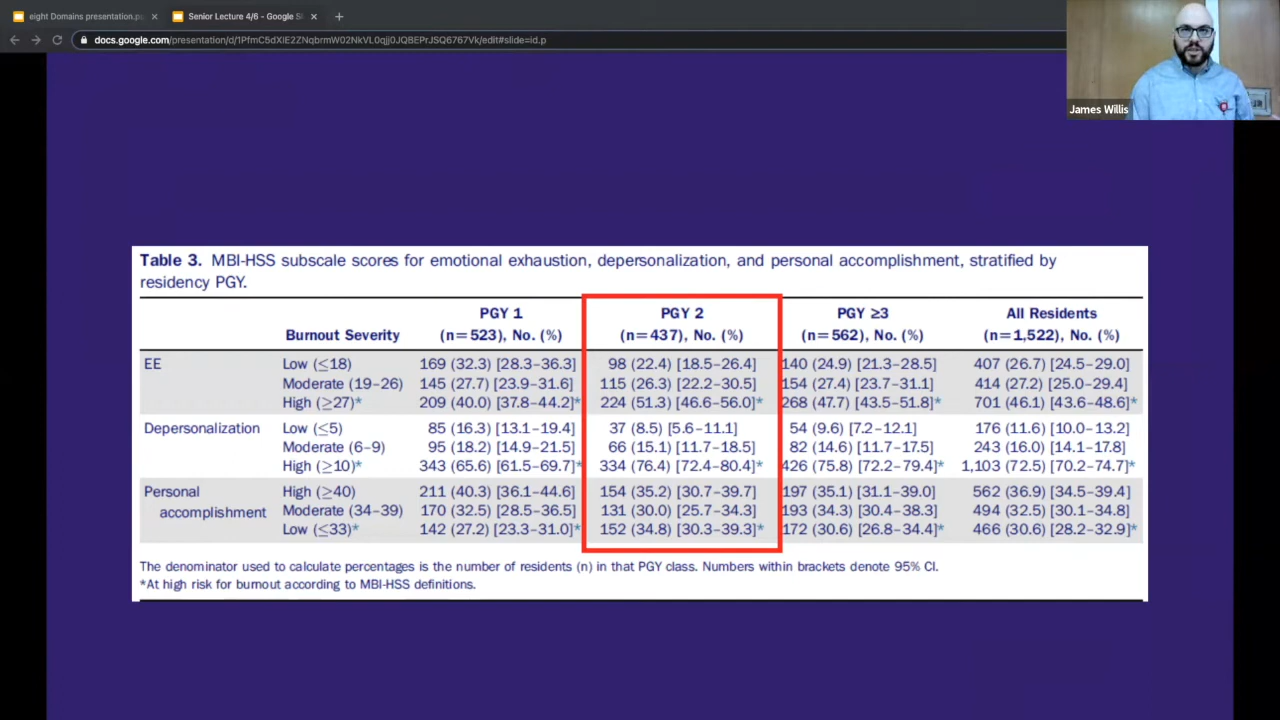 eight Domains presentation.p
Senior Lecture 4/6 - Google S
docs.google.com/presentation/d/1PfmC5dXIE2ZNqbrmW02NkVL0qjj0JQBEPrJSQ6767Vk/edit#slide=id.p
James Willis
Table 3. MBI-HSS subscale scores for emotional exhaustion, depersonalization, and personal accomplishment, stratified by
residency PGY.
PGY 1 PGY 2 PGY ≥3 All Residents
Burnout Severity (n=523), No. (%) (n=437), No. (%) (n=562), No. (%) (n=1,522), No. (%)
EE Low (≤18) 169 (32.3) [28.3–36.3] 98 (22.4) [18.5–26.4] 140 (24.9) [21.3–28.5] 407 (26.7) [24.5–29.0]
Moderate (19–26) 145 (27.7) [23.9–31.6] 115 (26.3) [22.2–30.5] 154 (27.4) [23.7–31.1] 414 (27.2) [25.0–29.4]
High (≥27)* 209 (40.0) [37.8–44.2]* 224 (51.3) [46.6–56.0]* 268 (47.7) [43.5–51.8]* 701 (46.1) [43.6–48.6]*
Depersonalization Low (≤5) 85 (16.3) [13.1–19.4] 37 (8.5) [5.6–11.1] 54 (9.6) [7.2–12.1] 176 (11.6) [10.0–13.2]
Moderate (6–9) 95 (18.2) [14.9–21.5] 66 (15.1) [11.7–18.5] 82 (14.6) [11.7–17.5] 243 (16.0) [14.1–17.8]
High (≥10)* 343 (65.6) [61.5–69.7]* 334 (76.4) [72.4–80.4]* 426 (75.8) [72.2–79.4]* 1,103 (72.5) [70.2–74.7]*
Personal High (≥40) 211 (40.3) [36.1–44.6] 154 (35.2) [30.7–39.7] 197 (35.1) [31.1–39.0] 562 (36.9) [34.5–39.4]
accomplishment Moderate (34–39) 170 (32.5) [28.5–36.5] 131 (30.0) [25.7–34.3] 193 (34.3) [30.4–38.3] 494 (32.5) [30.1–34.8]
Low (≤33)* 142 (27.2) [23.3–31.0]* 152 (34.8) [30.3–39.3]* 172 (30.6) [26.8–34.4]* 466 (30.6) [28.2–32.9]*
The denominator used to calculate percentages is the number of residents (n) in that PGY class. Numbers within brackets denote 95% CI.
*At high risk for burnout according to MBI-HSS definitions.